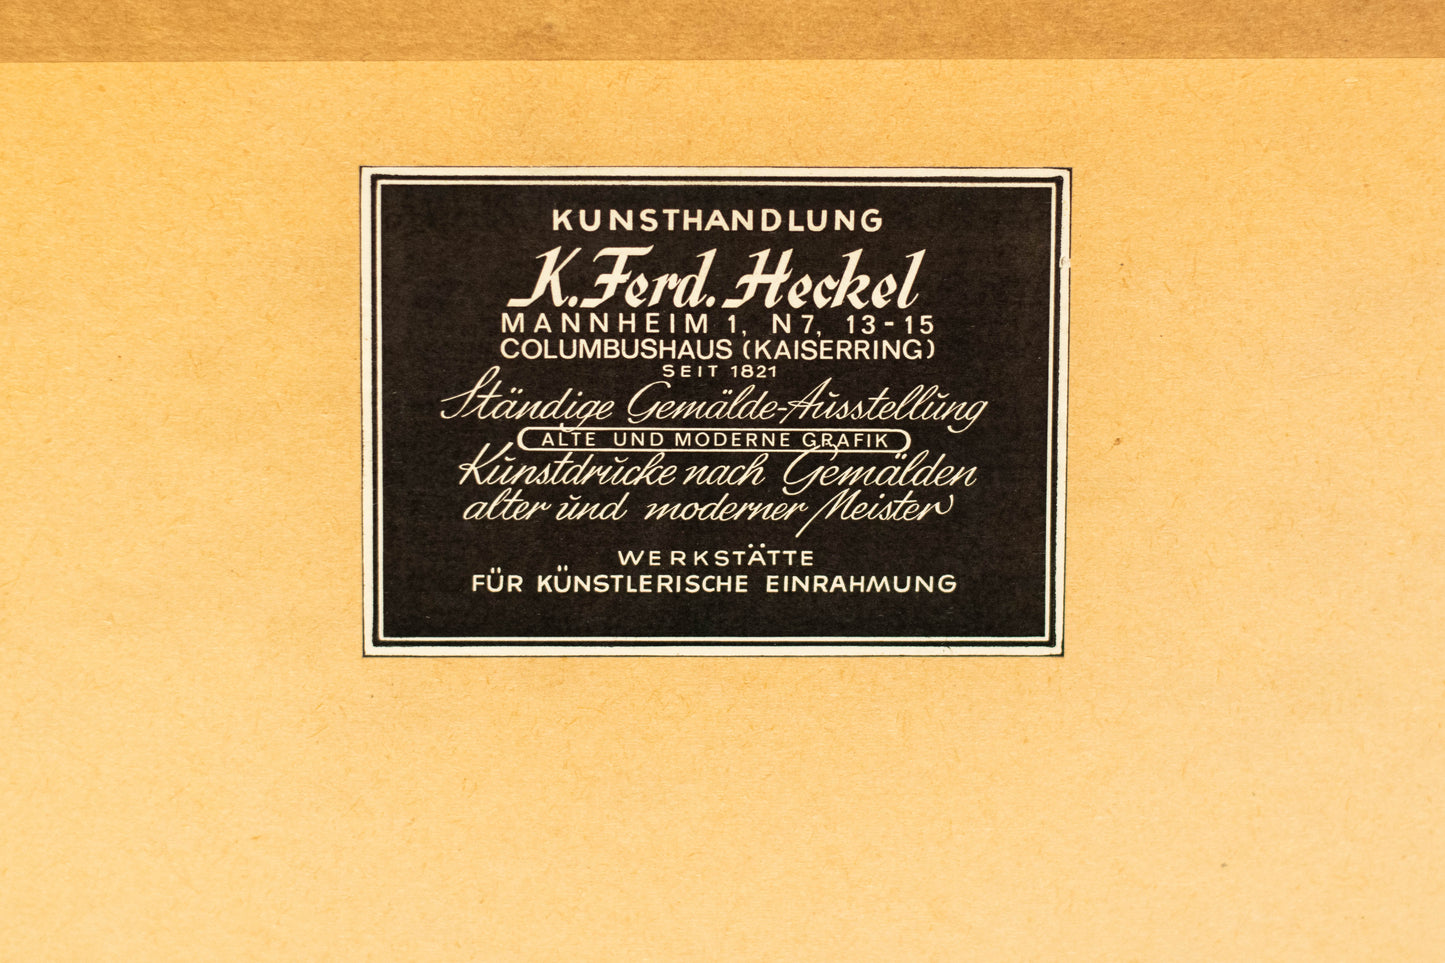 KUNSTHANDLUNG
K. Ferd. Heckel
MANNHEIM 1, N 7, 13-15
COLUMBUSHAUS (KAISERRING)
SEIT 1821
Ständige Gemälde-Ausstellung
ALTE UND MODERNE GRAFIK
Kunstdrucke nach Gemälden
alter und moderner Meister
WERKSTÄTTE
FÜR KÜNSTLERISCHE EINRAHMUNG